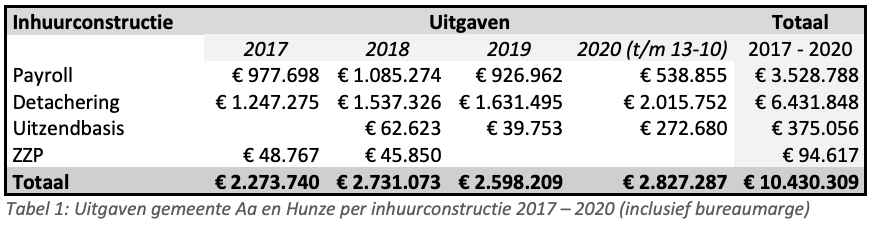 Inhuurconstructie Uitgaven Totaal
2017 2018 2019 2020 (t/m 13-10) 2017 - 2020
Payroll € 977.698 € 1.085.274 € 926.962 € 538.855 € 3.528.788
Detachering € 1.247.275 € 1.537.326 € 1.631.495 € 2.015.752 € 6.431.848
Uitzendbasis € 62.623 € 39.753 € 272.680 € 375.056
ZZP € 48.767 € 45.850 € 94.617
Totaal € 2.273.740 € 2.731.073 € 2.598.209 € 2.827.287 € 10.430.309
Tabel 1: Uitgaven gemeente Aa en Hunze per inhuurconstructie 2017 – 2020 (inclusief bureaumarge)